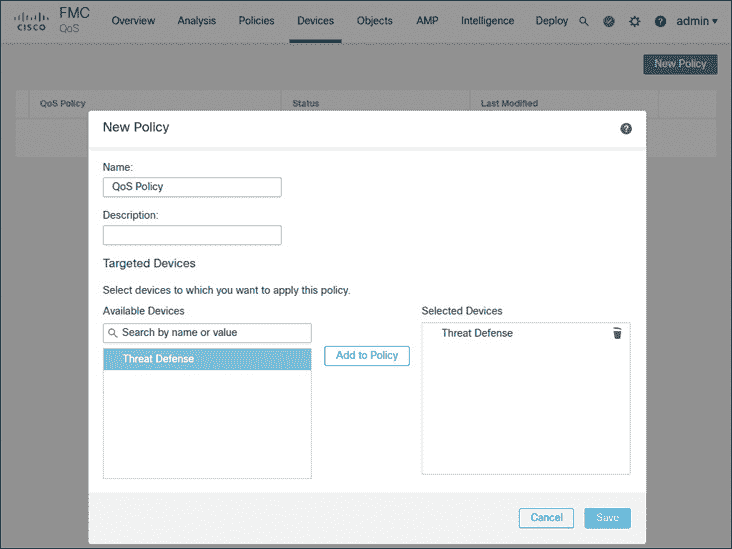 FMC
CISCO QoS
Overview Analysis Policies Devices Objects AMP Intelligence Deploy admin
New Policy
QoS Policy Status Last Modified
New Policy
Name:
QoS Policy
Description:
Targeted Devices
Select devices to which you want to apply this policy.
Available Devices
Search by name or value
Threat Defense
Add to Policy
Selected Devices
Threat Defense
Cancel Save